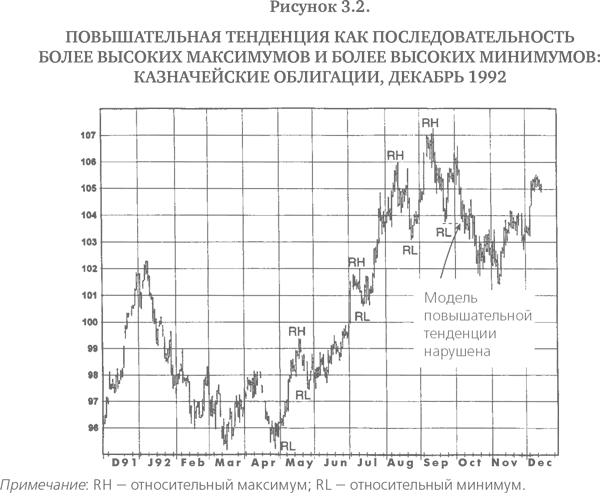 Рисунок 3.2.
ПОВЫШАТЕЛЬНАЯ ТЕНДЕНЦИЯ КАК ПОСЛЕДОВАТЕЛЬНОСТЬ
БОЛЕЕ ВЫСОКИХ МАКСИМУМОВ И БОЛЕЕ ВЫСОКИХ МИНИМУМОВ:
КАЗНАЧЕЙСКИЕ ОБЛИГАЦИИ, ДЕКАБРЬ 1992
107
106
105
104
103
102
101
100
99
98
97
96
RH
RH
RL
RL
RH
RL
RH
RL
RL
Модель
повышательной
тенденции
нарушена
D91 J92 Feb Mar Apr May Jun Jul Aug Sep Oct Nov Dec
Примечание: RH — относительный максимум; RL — относительный минимум.